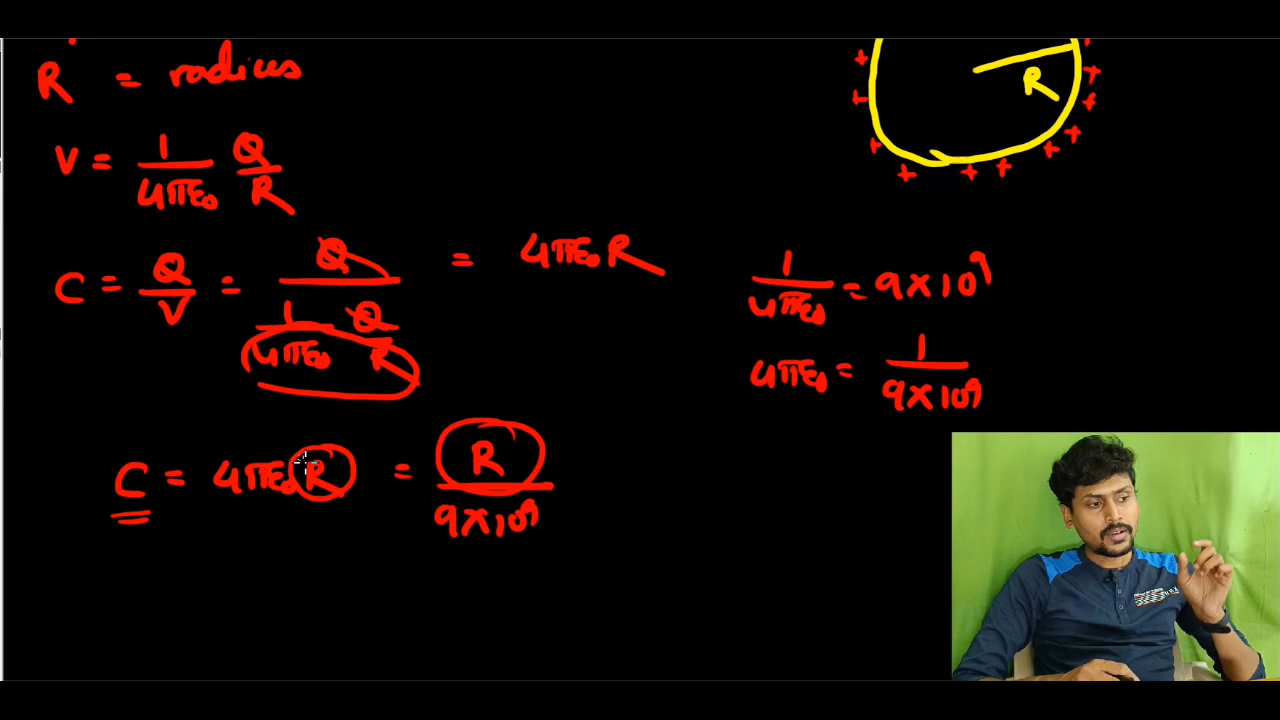 R = radius
R
V = 1/4πε₀ Q/R
C = Q/V = Q / (1/4πε₀ Q/R) = 4πε₀R
1/4πε₀ = 9×10⁹
4πε₀ = 1/9×10⁹
C = 4πε₀R = R/9×10⁹